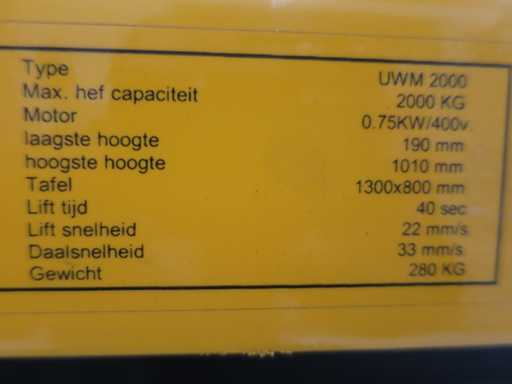 Type UWM 2000
Max. hef capaciteit 2000 KG
Motor 0.75KW/400v
laagste hoogte 190 mm
hoogste hoogte 1010 mm
Tafel 1300x800 mm
Lift tijd 40 sec
Lift snelheid 22 mm/s
Daalsnelheid 33 mm/s
Gewicht 280 KG